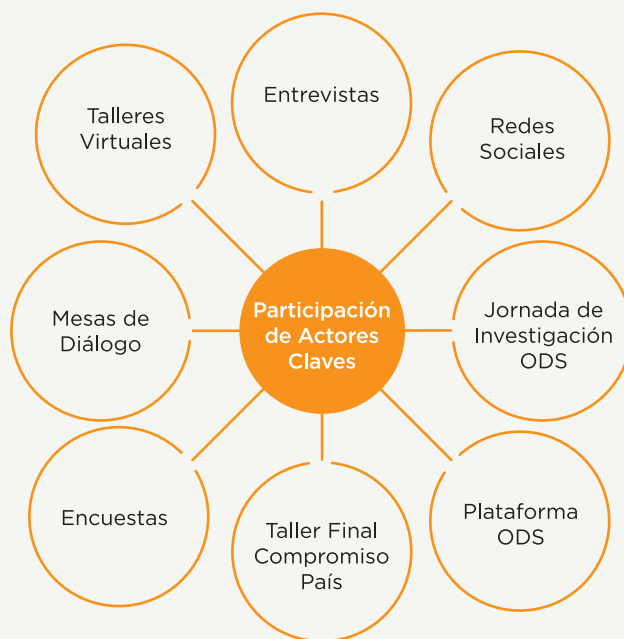 Entrevistas
Redes
Sociales
Jornada de
Investigación
ODS
Plataforma
ODS
Taller Final
Compromiso
País
Encuestas
Mesas de
Diálogo
Talleres
Virtuales
Participación
de Actores
Claves